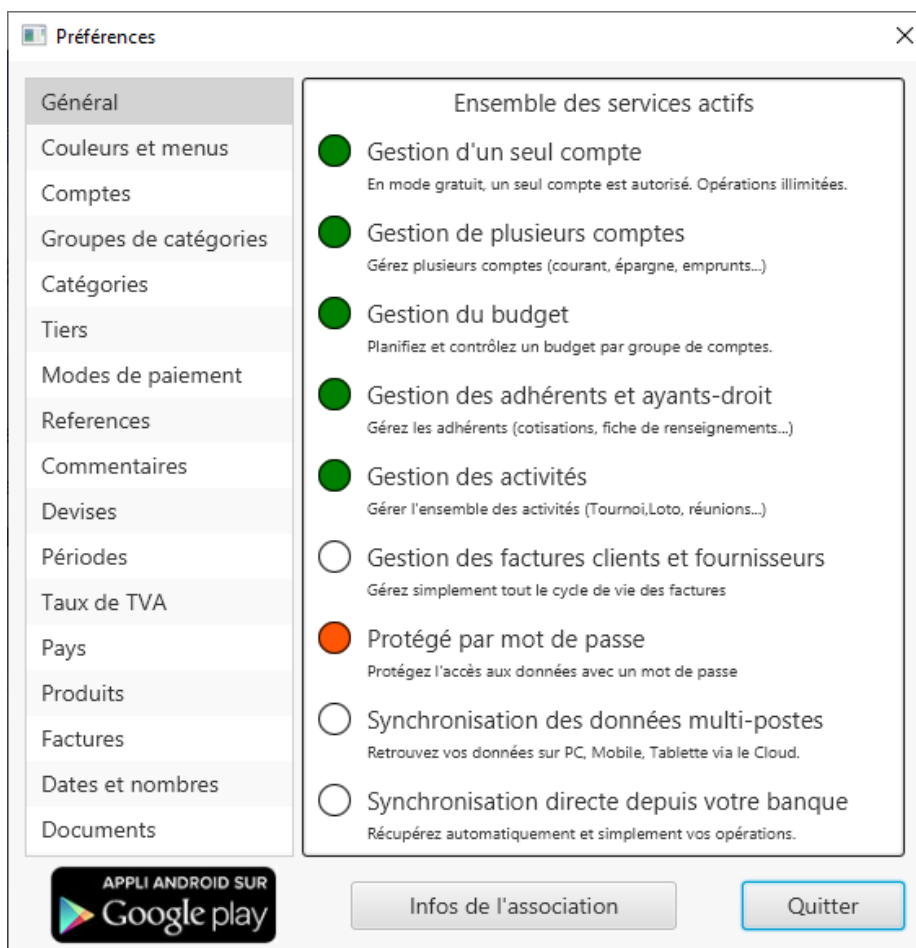 Préférences
Général
Couleurs et menus
Comptes
Groupes de catégories
Catégories
Tiers
Modes de paiement
References
Commentaires
Devises
Périodes
Taux de TVA
Pays
Produits
Factures
Dates et nombres
Documents
Ensemble des services actifs
Gestion d'un seul compte
En mode gratuit, un seul compte est autorisé. Opérations illimitées.
Gestion de plusieurs comptes
Gérez plusieurs comptes (courant, épargne, emprunts...)
Gestion du budget
Planifiez et contrôlez un budget par groupe de comptes.
Gestion des adhérents et ayants-droit
Gérez les adhérents (cotisations, fiche de renseignements...)
Gestion des activités
Gérer l'ensemble des activités (Tournoi,Loto, réunions...)
Gestion des factures clients et fournisseurs
Gérez simplement tout le cycle de vie des factures
Protégé par mot de passe
Protégez l'accès aux données avec un mot de passe
Synchronisation des données multi-postes
Retrouvez vos données sur PC, Mobile, Tablette via le Cloud.
Synchronisation directe depuis votre banque
Récupérez automatiquement et simplement vos opérations.
APPLI ANDROID SUR
Google play
Infos de l'association
Quitter